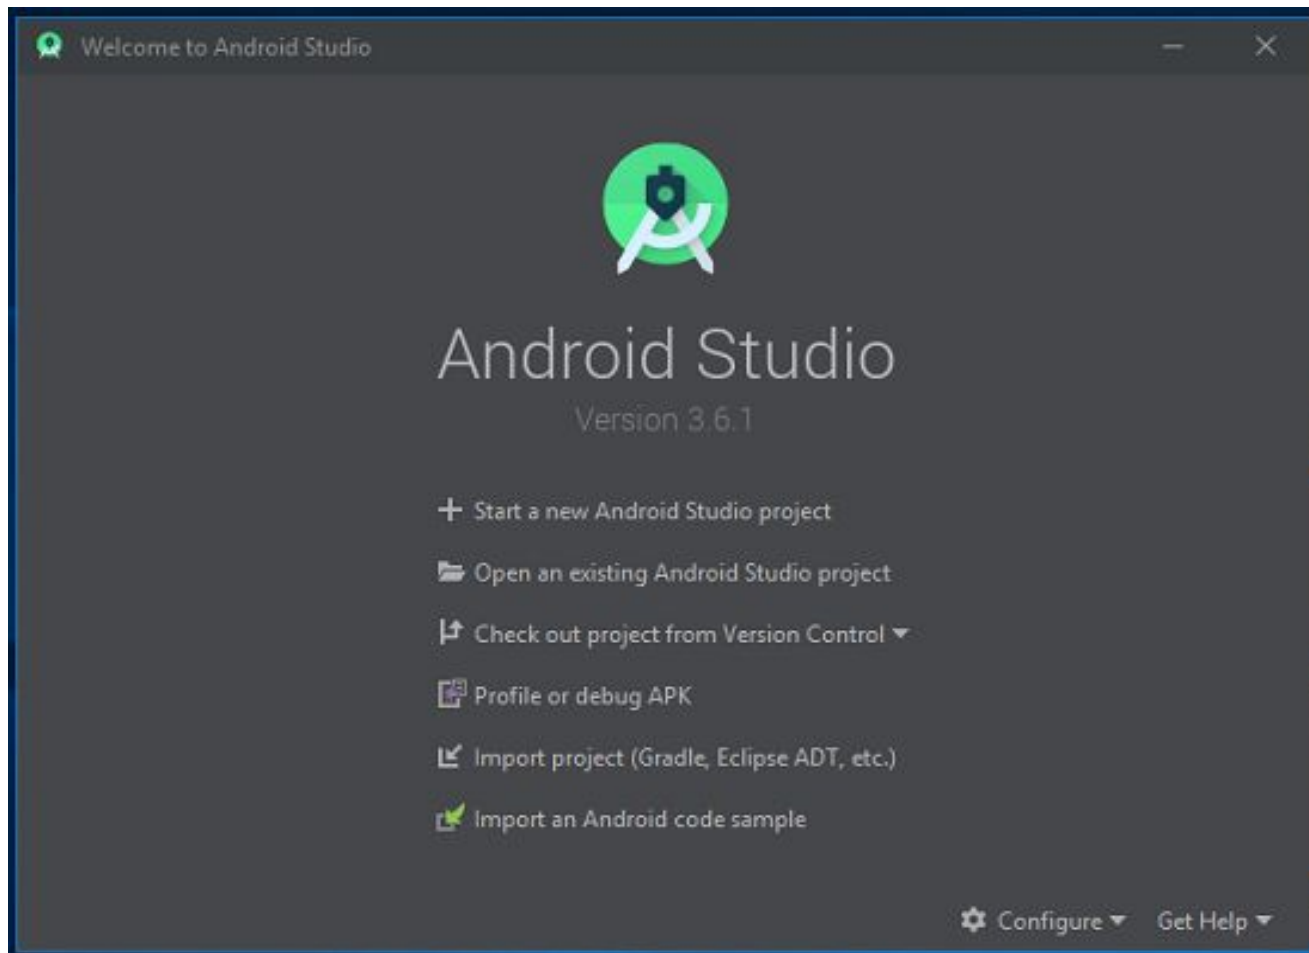 Welcome to Android Studio
Android Studio
Version 3.6.1
Start a new Android Studio project
Open an existing Android Studio project
Check out project from Version Control
Profile or debug APK
Import project (Gradle, Eclipse ADT, etc.)
Import an Android code sample
Configure Get Help